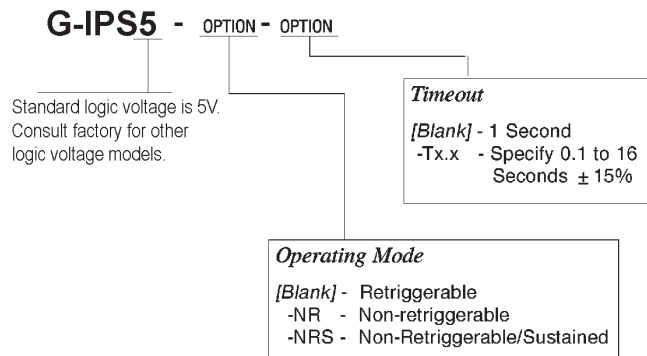 G-IPS5 - OPTION - OPTION
Standard logic voltage is 5V.
Consult factory for other
logic voltage models.
Timeout
[Blank] - 1 Second
-Tx.x - Specify 0.1 to 16
Seconds ± 15%
Operating Mode
[Blank] - Retriggerable
-NR - Non-retriggerable
-NRS - Non-Retriggerable/Sustained